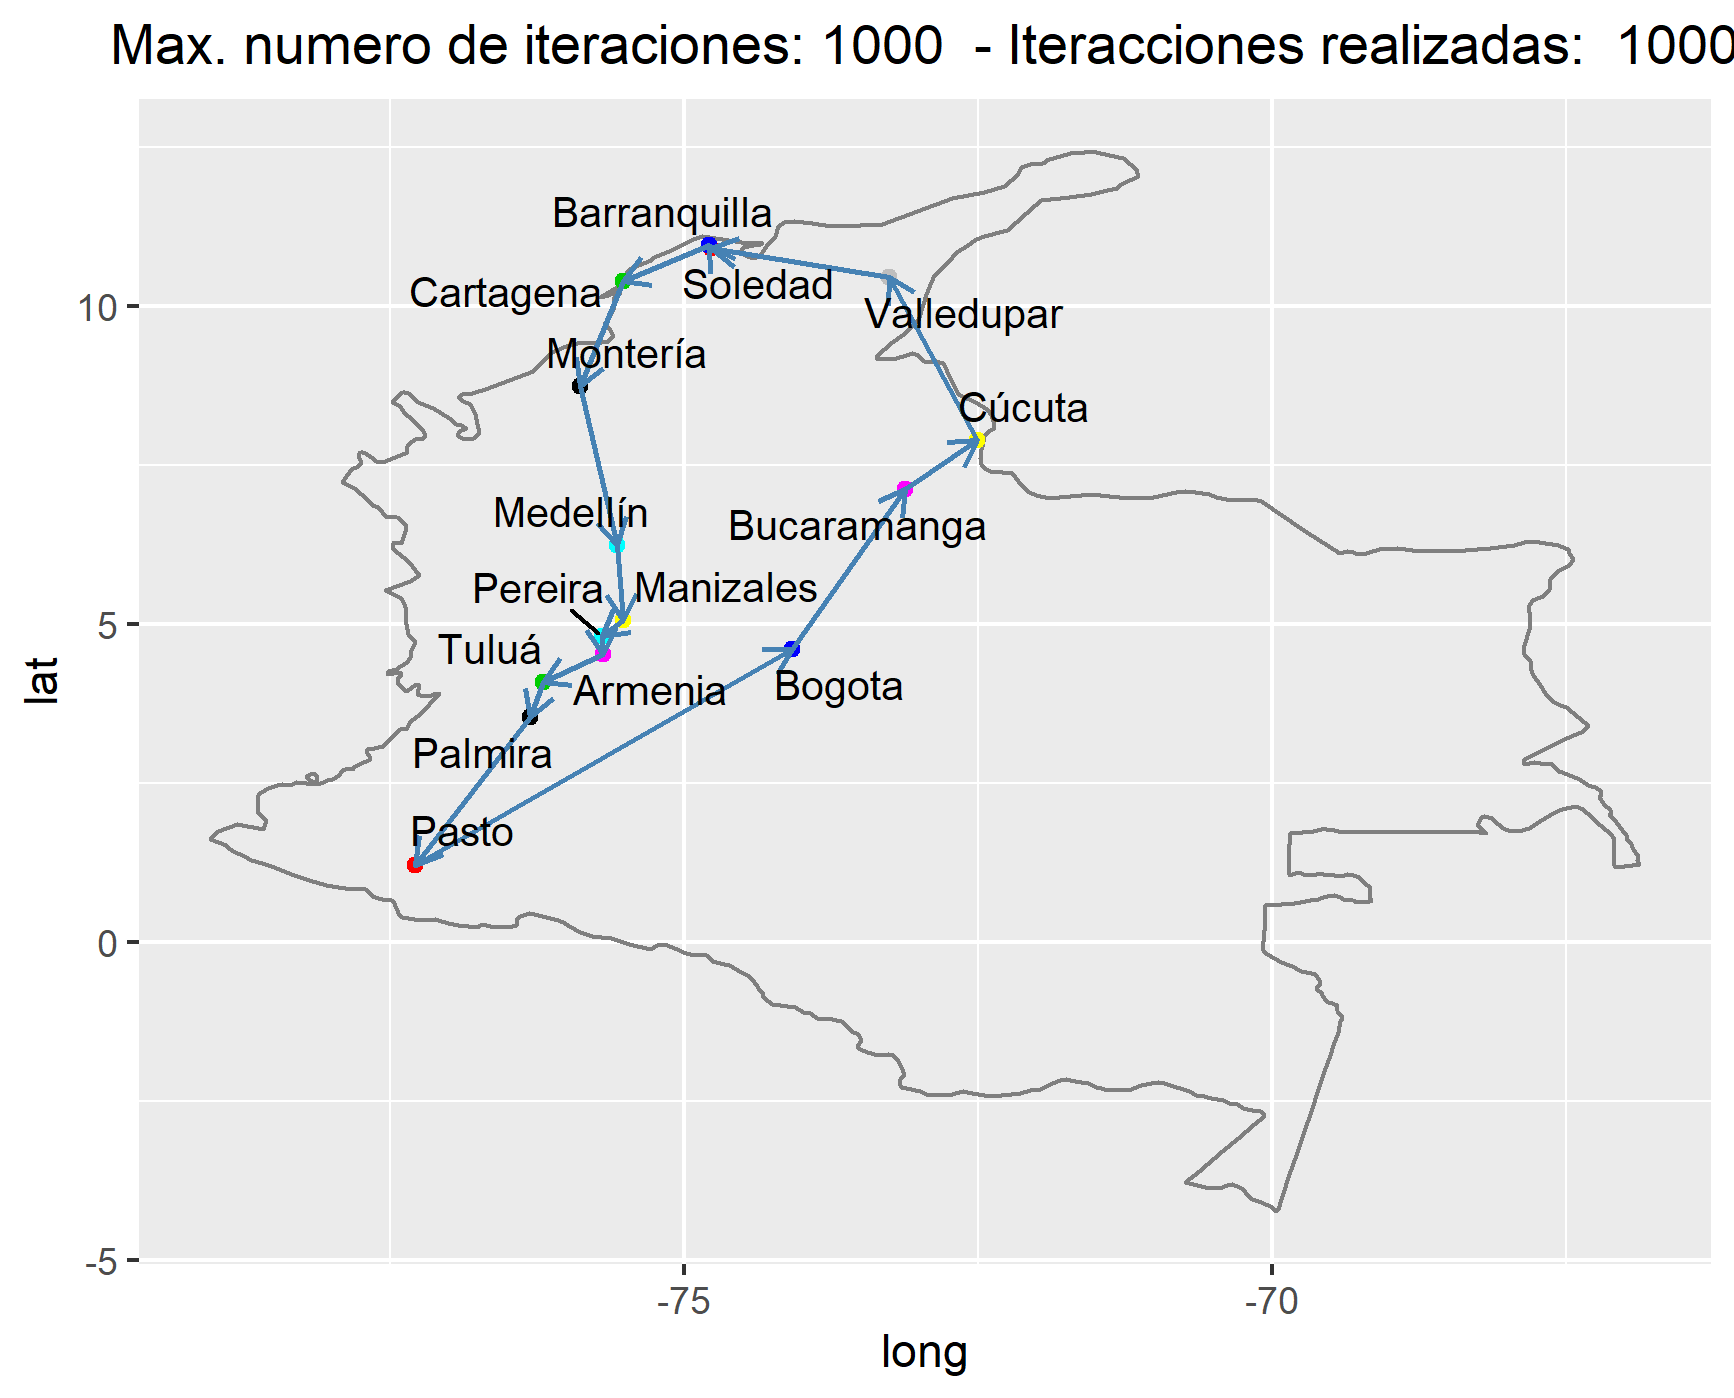 Max. numero de iteraciones: 1000  - Iteracciones realizadas:  1000
Barranquilla
Cartagena
Soledad
Valledupar
Montería
Cúcuta
Medellín
Bucaramanga
Pereira
Manizales
Tuluá
Armenia
Bogota
Palmira
Pasto
10
5
0
-5
lat
-75
-70
long